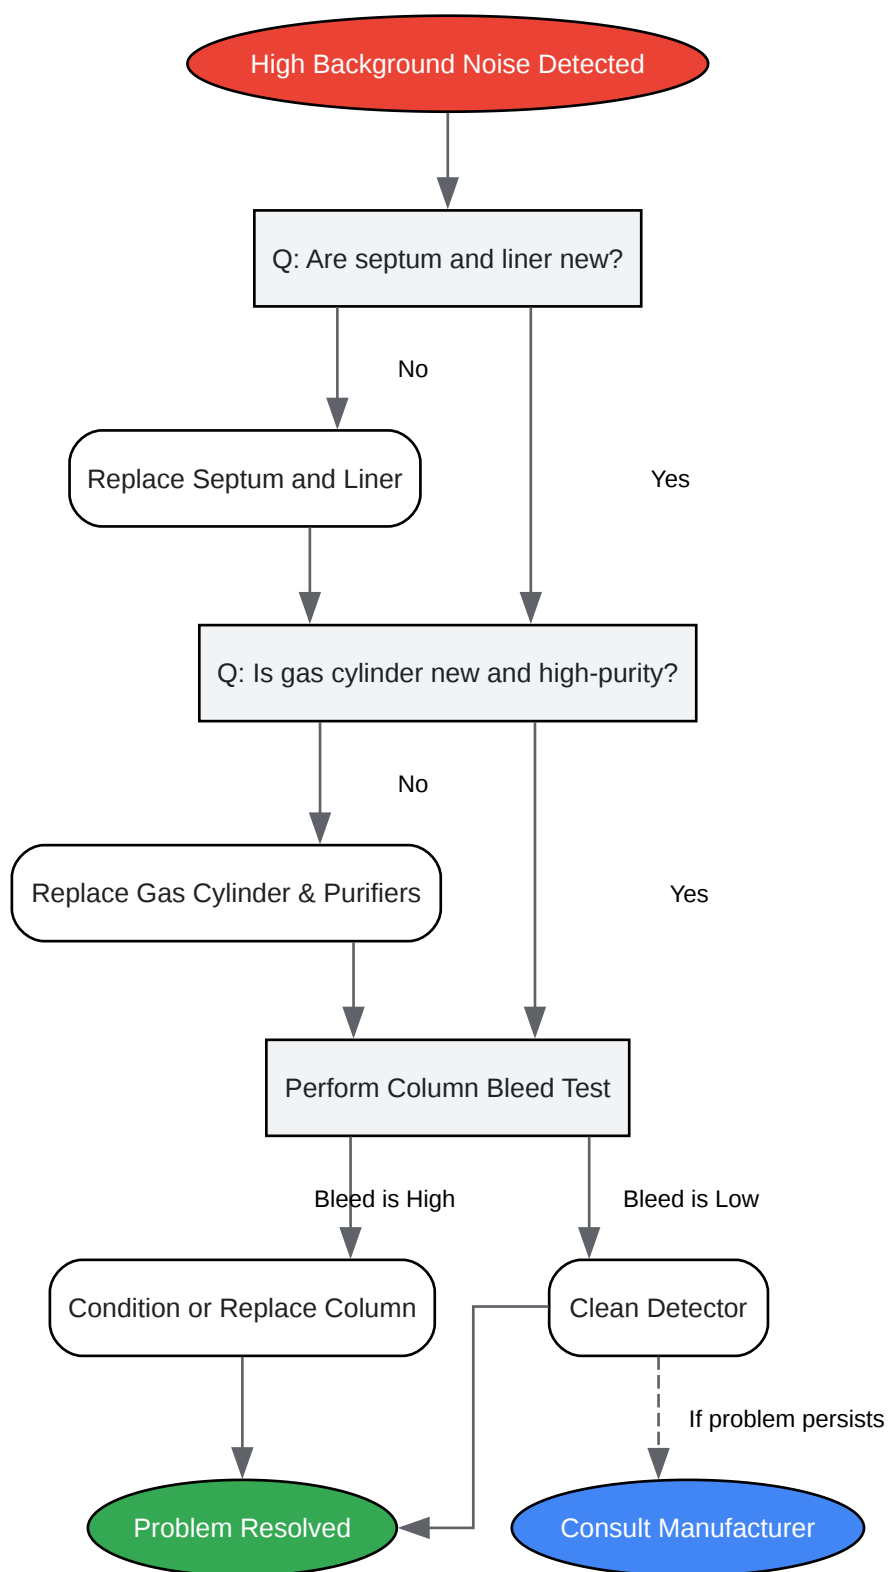 High Background Noise Detected
Q: Are septum and liner new?
No
Replace Septum and Liner
Yes
Q: Is gas cylinder new and high-purity?
No
Replace Gas Cylinder & Purifiers
Yes
Perform Column Bleed Test
Bleed is High
Bleed is Low
Condition or Replace Column
Clean Detector
If problem persists
Problem Resolved
Consult Manufacturer